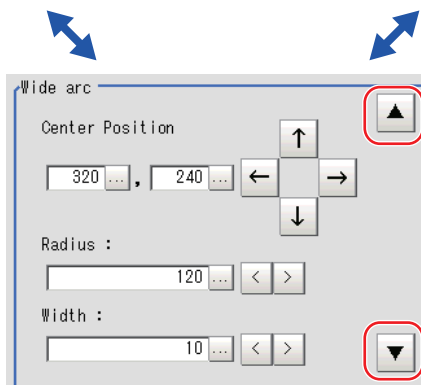 Wide arc
Center Position
320 ... , 240 ...
Radius :
120 ... < >
Width :
10 ... < >